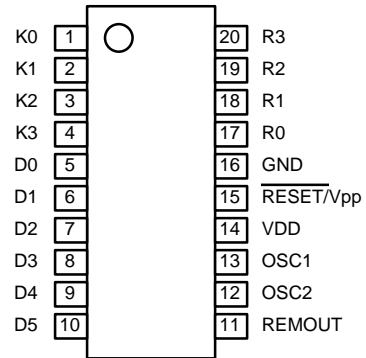 K0 1 20 R3
K1 2 19 R2
K2 3 18 R1
K3 4 17 R0
D0 5 16 GND
D1 6 15 RESET/Vpp
D2 7 14 VDD
D3 8 13 OSC1
D4 9 12 OSC2
D5 10 11 REMOUT